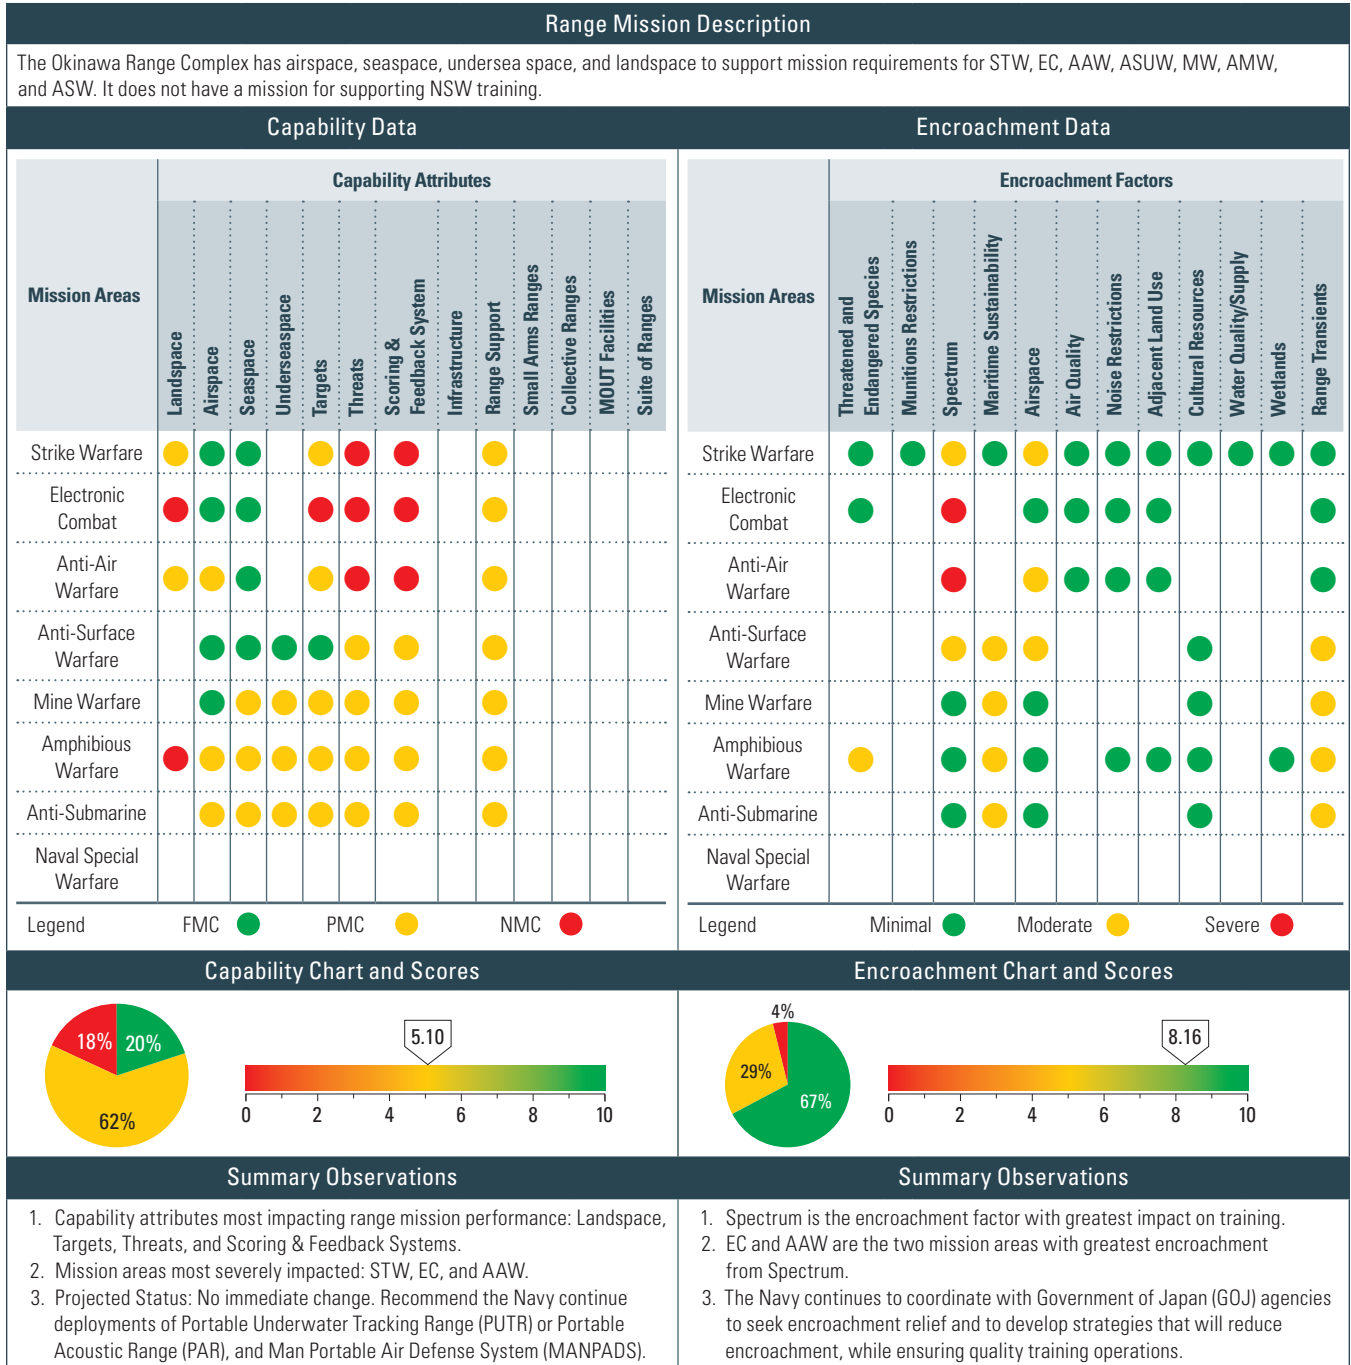 Range Mission Description
The Okinawa Range Complex has airspace, seaspace, undersea space, and landspace to support mission requirements for STW, EC, AAW, ASUW, MW, AMW,
and ASW. It does not have a mission for supporting NSW training.
Capability Data
Mission Areas
Capability Attributes
Landspace
Airspace
Seaspace
Underseaspace
Targets
Threats
Scoring &
Feedback System
Infrastructure
Range Support
Small Arms Ranges
Collective Ranges
MOUT Facilities
Suite of Ranges
Strike Warfare
Electronic
Combat
Anti-Air
Warfare
Anti-Surface
Warfare
Mine Warfare
Amphibious
Warfare
Anti-Submarine
Naval Special
Warfare
Legend FMC PMC NMC
Encroachment Data
Mission Areas
Encroachment Factors
Threatened and
Endangered Species
Munitions Restrictions
Spectrum
Maritime Sustainability
Airspace
Air Quality
Noise Restrictions
Adjacent Land Use
Cultural Resources
Water Quality/Supply
Wetlands
Range Transients
Strike Warfare
Electronic
Combat
Anti-Air
Warfare
Anti-Surface
Warfare
Mine Warfare
Amphibious
Warfare
Anti-Submarine
Naval Special
Warfare
Legend Minimal Moderate Severe
Capability Chart and Scores
18% 20%
62%
5.10
0 2 4 6 8 10
Encroachment Chart and Scores
4%
29%
67%
8.16
0 2 4 6 8 10
Summary Observations
1. Capability attributes most impacting range mission performance: Landspace,
Targets, Threats, and Scoring & Feedback Systems.
2. Mission areas most severely impacted: STW, EC, and AAW.
3. Projected Status: No immediate change. Recommend the Navy continue
deployments of Portable Underwater Tracking Range (PUTR) or Portable
Acoustic Range (PAR), and Man Portable Air Defense System (MANPADS).
Summary Observations
1. Spectrum is the encroachment factor with greatest impact on training.
2. EC and AAW are the two mission areas with greatest encroachment
from Spectrum.
3. The Navy continues to coordinate with Government of Japan (GOJ) agencies
to seek encroachment relief and to develop strategies that will reduce
encroachment, while ensuring quality training operations.